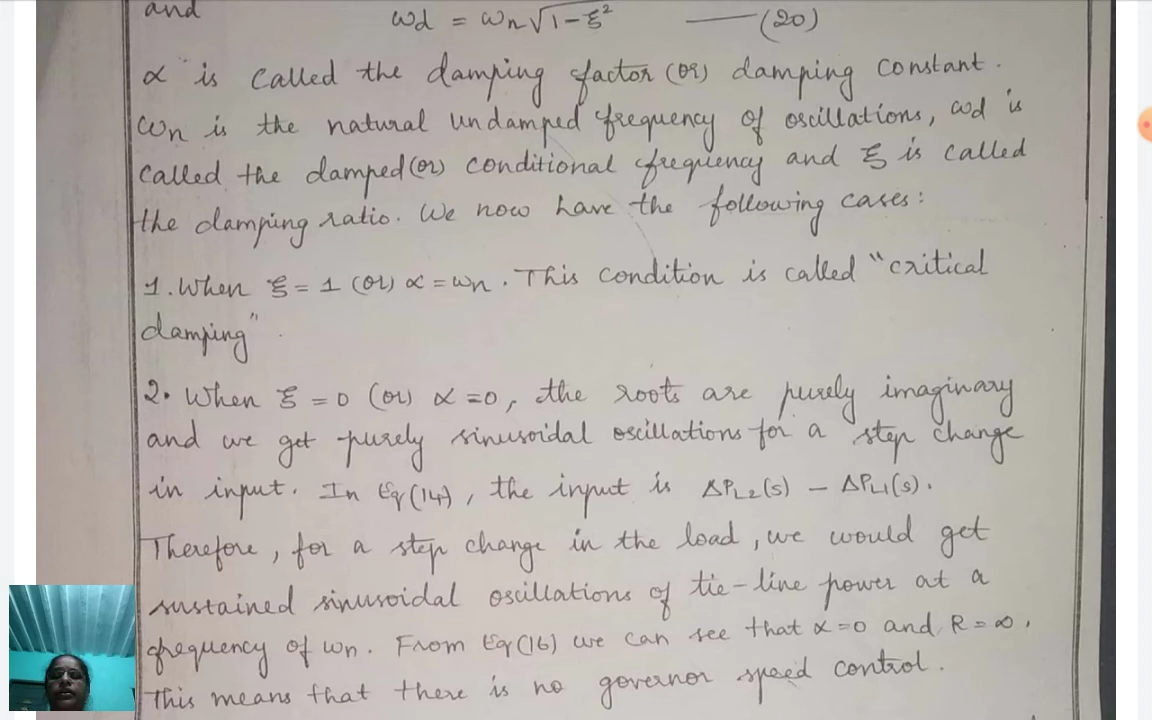 and ωd = ωn√1-ξ² —— (20)
α is called the damping factor (or) damping constant.
ωn is the natural undamped frequency of oscillations, ωd is
called the damped (or) conditional frequency and ξ is called
the damping ratio. We now have the following cases:
1. When ξ = 1 (or) α = ωn. This condition is called "critical
damping".
2. When ξ = 0 (or) α = 0, the roots are purely imaginary
and we get purely sinusoidal oscillations for a step change
in input. In Eq (14), the input is ΔPL2(s) - ΔPL1(s).
Therefore, for a step change in the load, we would get
sustained sinusoidal oscillations of tie-line power at a
frequency of ωn. From Eq (16) we can see that α=0 and R = ∞.
This means that there is no governor speed control.